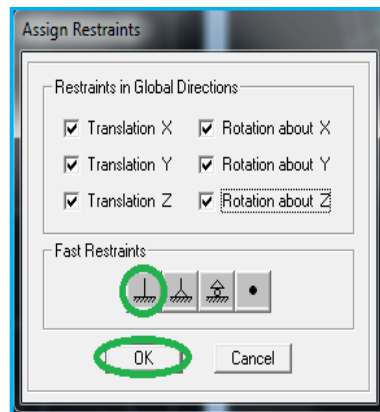 Assign Restraints
Restraints in Global Directions
Translation X Rotation about X
Translation Y Rotation about Y
Translation Z Rotation about Z
Fast Restraints
OK Cancel